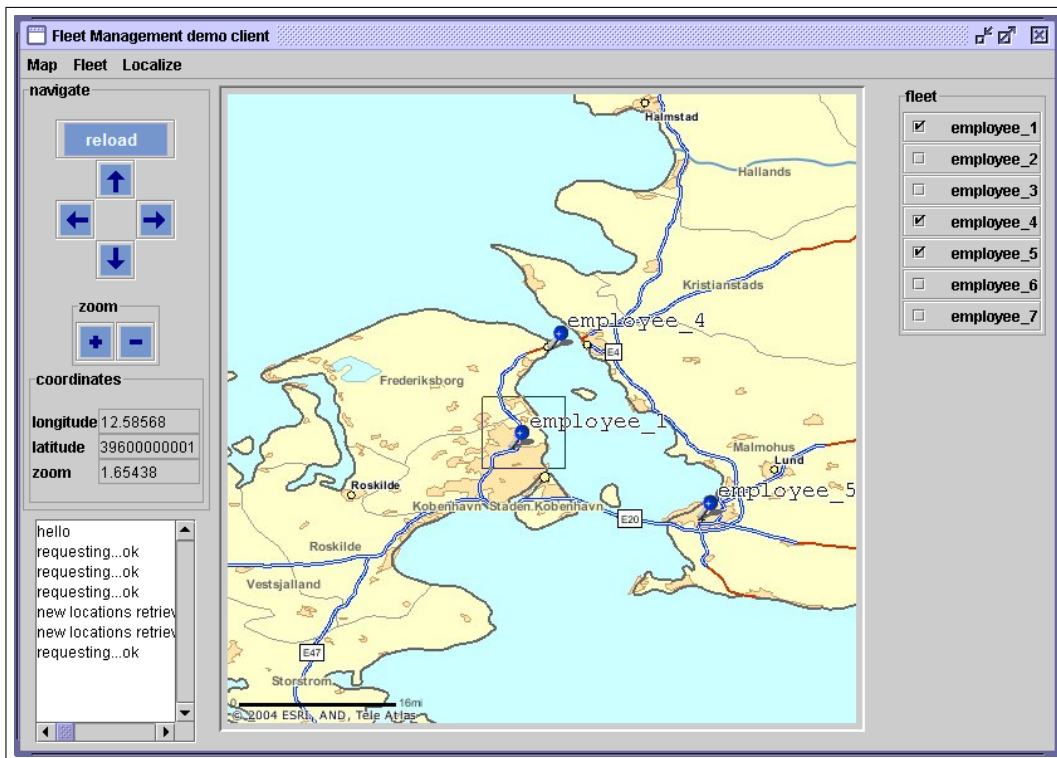 Fleet Management demo client
Map Fleet Localize
navigate
reload
zoom
coordinates
longitude 12.58568
latitude 39600000001
zoom 1.65438
hello
requesting...ok
requesting...ok
requesting...ok
new locations retriev
new locations retriev
requesting...ok
Halmstad
Hallands
Kristianstads
employee_4
E4
Frederiksborg
employee_1
Malmohus
Lund
Roskilde
employee_5
Kobenhavn Staden Kobenhavn
E20
Roskilde
Vestsjalland
E47
Storstrom
0 16mi
© 2004 ESRI, AND, Tele Atlas
fleet
employee_1
employee_2
employee_3
employee_4
employee_5
employee_6
employee_7